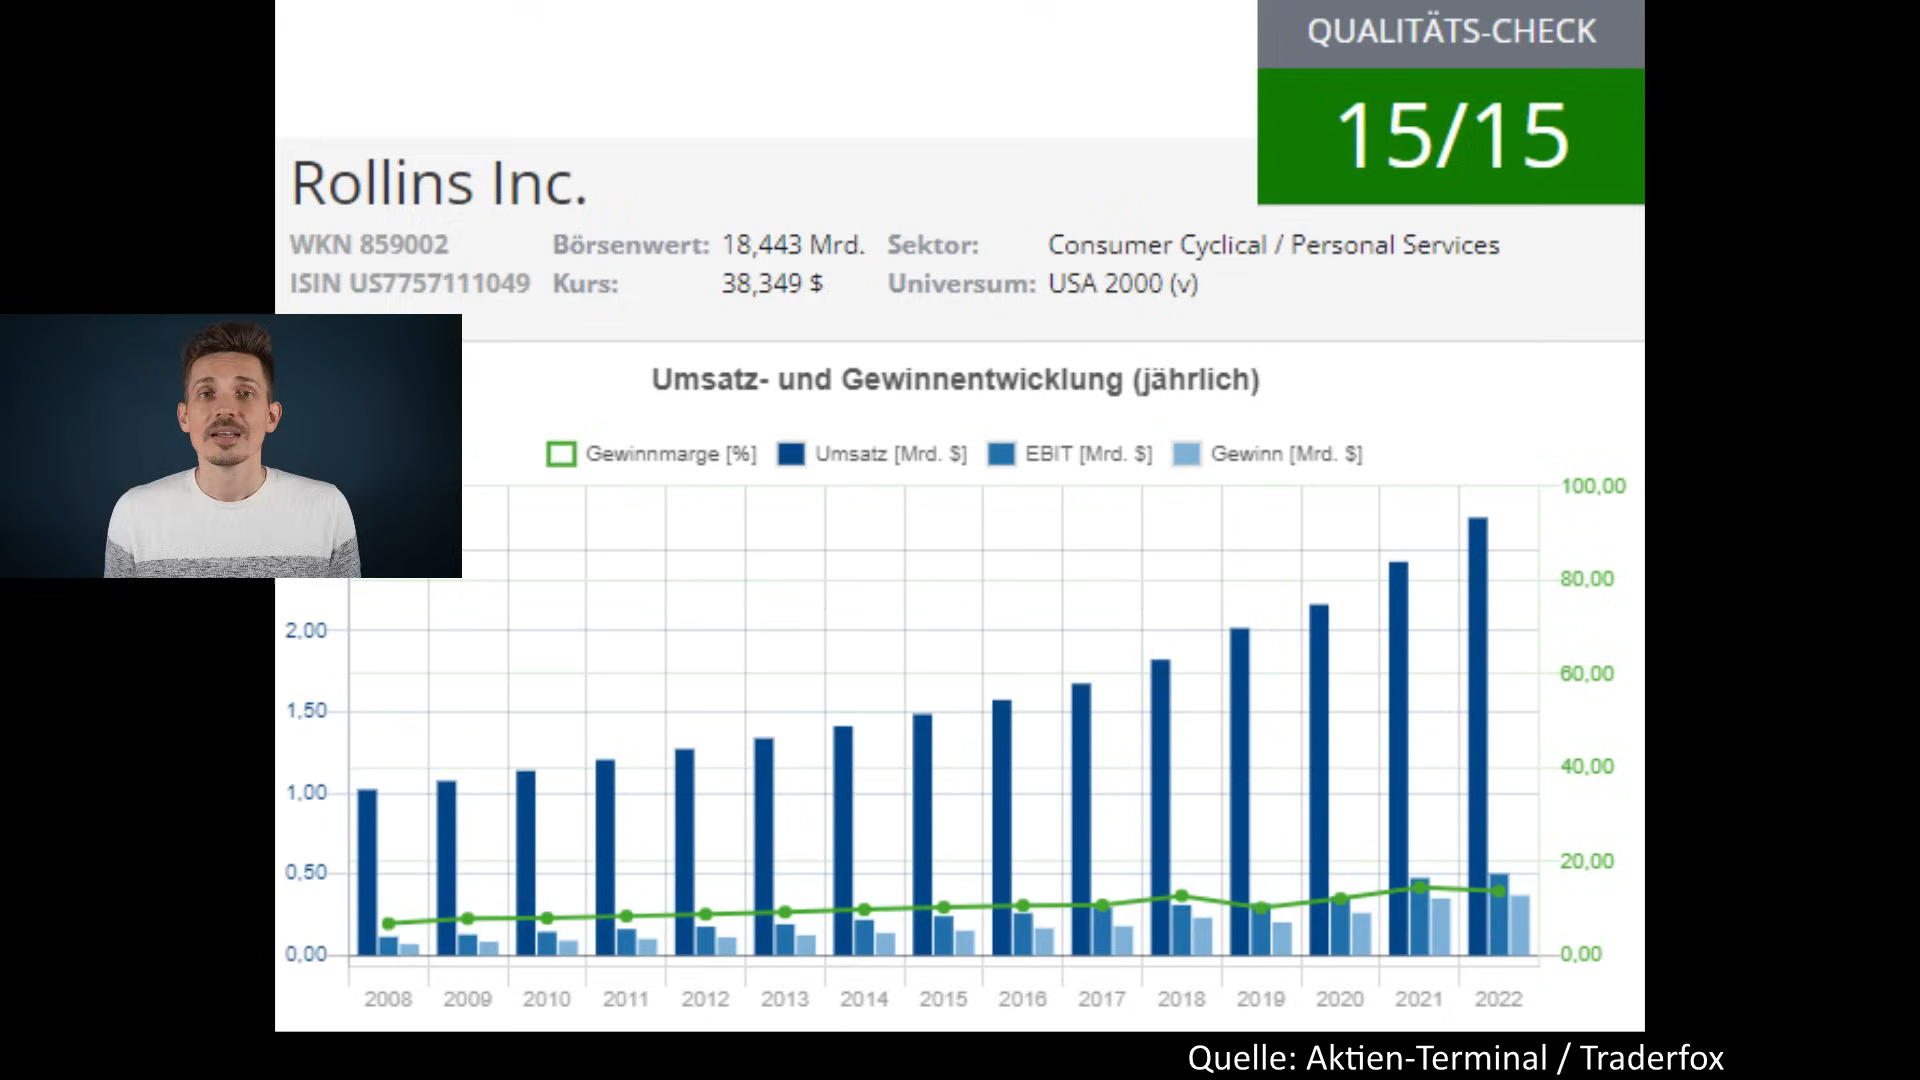 QUALITÄTS-CHECK
15/15
Rollins Inc.
WKN 859002 Börsenwert: 18,443 Mrd. Sektor: Consumer Cyclical / Personal Services
ISIN US7757111049 Kurs: 38,349 $ Universum: USA 2000 (v)
Umsatz- und Gewinnentwicklung (jährlich)
Gewinnmarge [%] Umsatz [Mrd. $] EBIT [Mrd. $] Gewinn [Mrd. $]
100,00
80,00
2,00
60,00
1,50
40,00
1,00
20,00
0,50
0,00 0,00
2008 2009 2010 2011 2012 2013 2014 2015 2016 2017 2018 2019 2020 2021 2022
Quelle: Aktien-Terminal / Traderfox